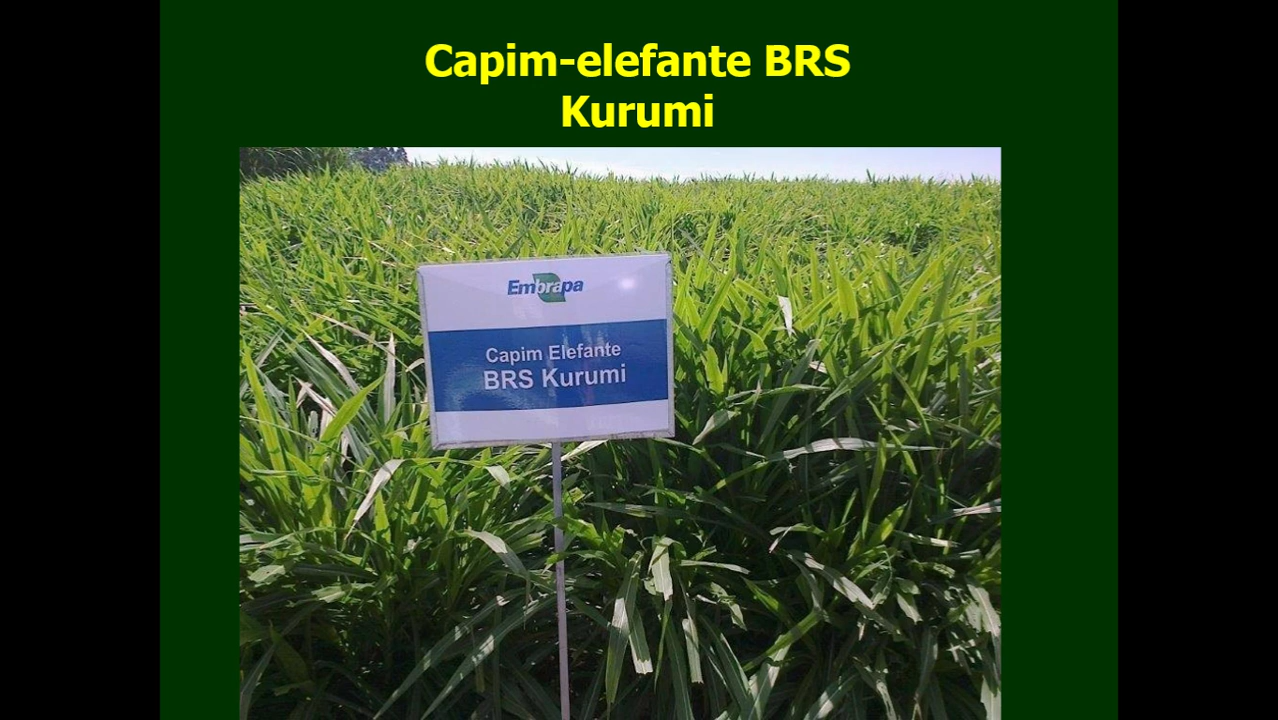 Capim-elefante BRS
Kurumi
Embrapa
Capim Elefante
BRS Kurumi